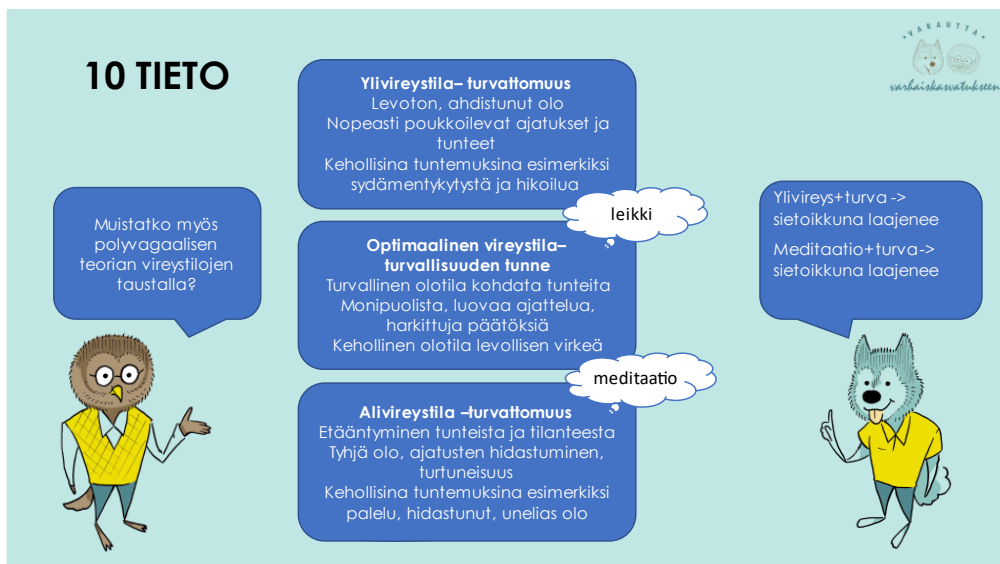 10 TIETO
VAKAUTTA
varhaiskasvatukseen
Ylivireystila– turvattomuus
Levoton, ahdistunut olo
Nopeasti poukkoilevat ajatukset ja
tunteet
Kehollisina tuntemuksina esimerkiksi
sydämentykytystä ja hikoilua
leikki
Muistatko myös
polyvagaalisen
teorian vireystilojen
taustalla?
Optimaalinen vireystila–
turvallisuuden tunne
Turvallinen olotila kohdata tunteita
Monipuolista, luovaa ajattelua,
harkittuja päätöksiä
Kehollinen olotila levollisen virkeä
Ylivireys+turva ->
sietoikkuna laajenee
Meditaatio+turva->
sietoikkuna laajenee
meditaatio
Alivireystila –turvattomuus
Etääntyminen tunteista ja tilanteesta
Tyhjä olo, ajatusten hidastuminen,
turtuneisuus
Kehollisina tuntemuksina esimerkiksi
palelu, hidastunut, unelias olo